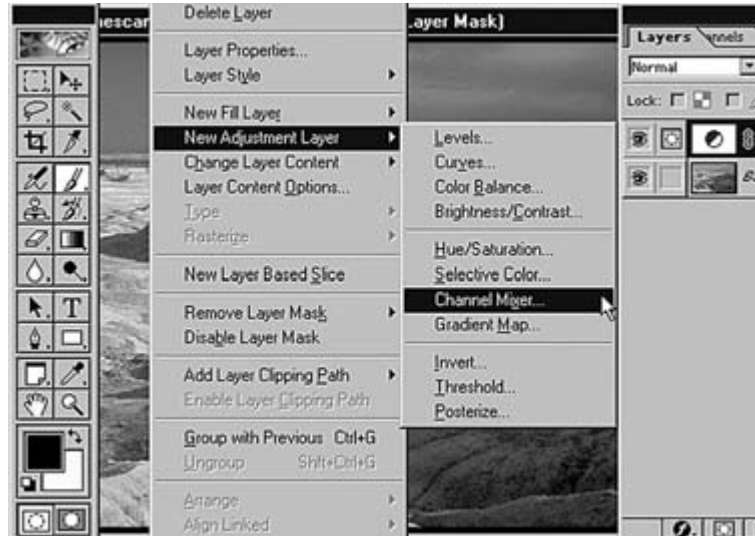 nescar
Delete Layer
Layer Properties...
Layer Style
New Fill Layer
New Adjustment Layer
Change Layer Content
Layer Content Options...
Type
Rasterize
New Layer Based Slice
Remove Layer Mask
Disable Layer Mask
Add Layer Clipping Path
Enable Layer Clipping Path
Group with Previous Ctrl+G
Ungroup Shft+Ctrl+G
Arrange
Align Linked
ayer Mask)
Levels...
Curves...
Color Balance...
Brightness/Contrast...
Hue/Saturation...
Selective Color...
Channel Mixer...
Gradient Map...
Invert...
Threshold...
Posterize...
Layers nnels
Normal
Lock:
T